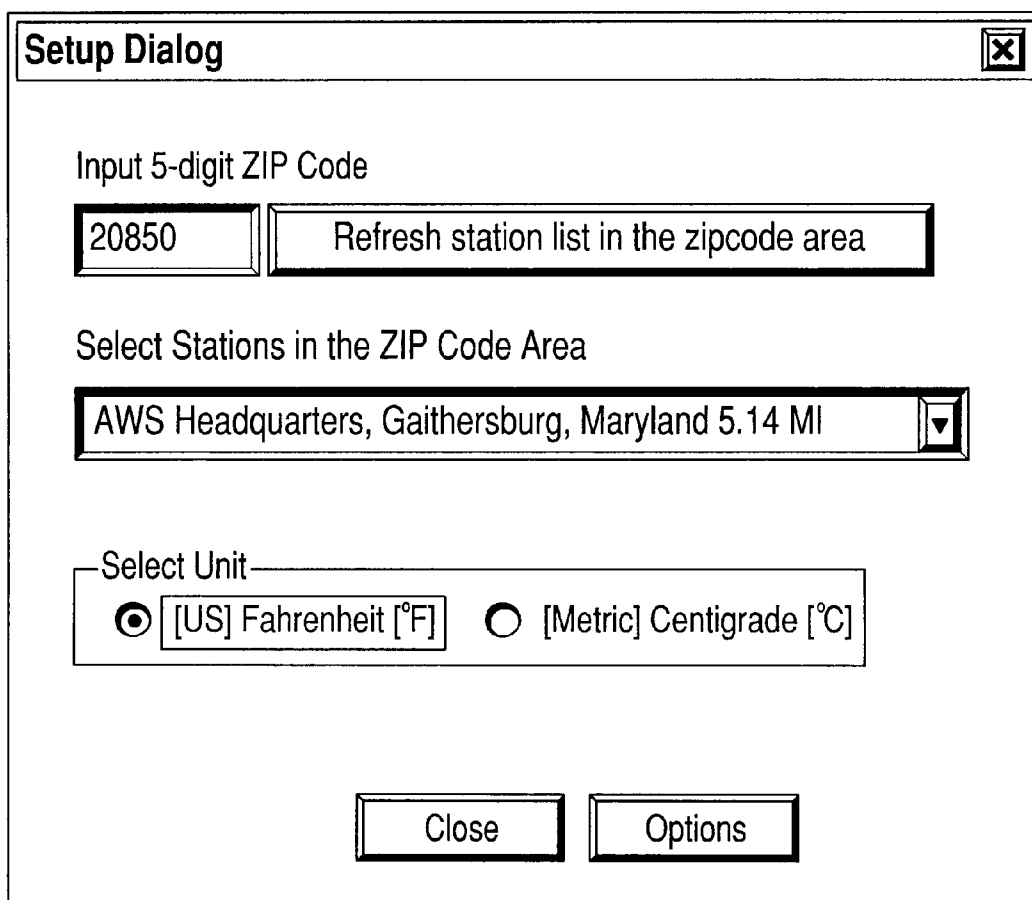 Setup Dialog
Input 5-digit ZIP Code
20850 Refresh station list in the zipcode area
Select Stations in the ZIP Code Area
AWS Headquarters, Gaithersburg, Maryland 5.14 MI
Select Unit
[US] Fahrenheit [°F] [Metric] Centigrade [°C]
Close Options